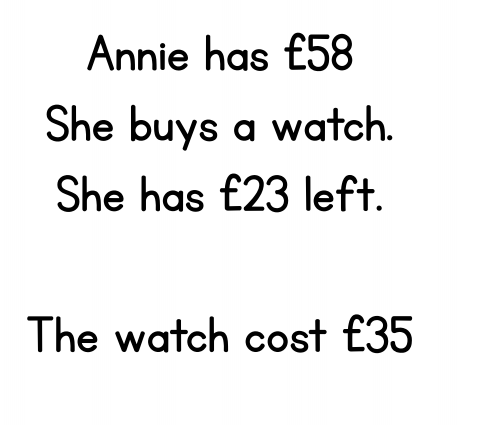 Annie has £58
She buys a watch.
She has £23 left.
The watch cost £35